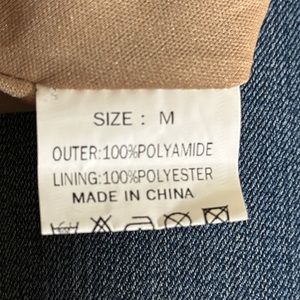 SIZE : M
OUTER:100%POLYAMIDE
LINING:100%POLYESTER
MADE IN CHINA